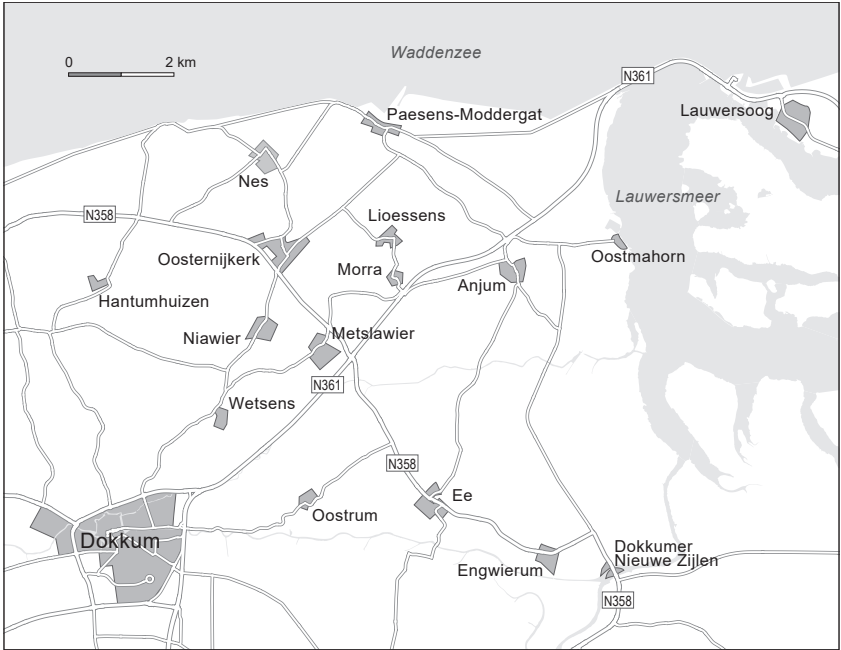 Waddenzee
0 2 km
N361
Paesens-Moddergat
Lauwersoog
Nes
Lauwersmeer
N358
Lioessens
Oosternijkerk
Oostmahorn
Morra
Anjum
Hantumhuizen
Niawier
Metslawier
N361
Wetsens
N358
Ee
Oostrum
Dokkum
Dokkumer
Nieuwe Zijlen
Engwierum
N358